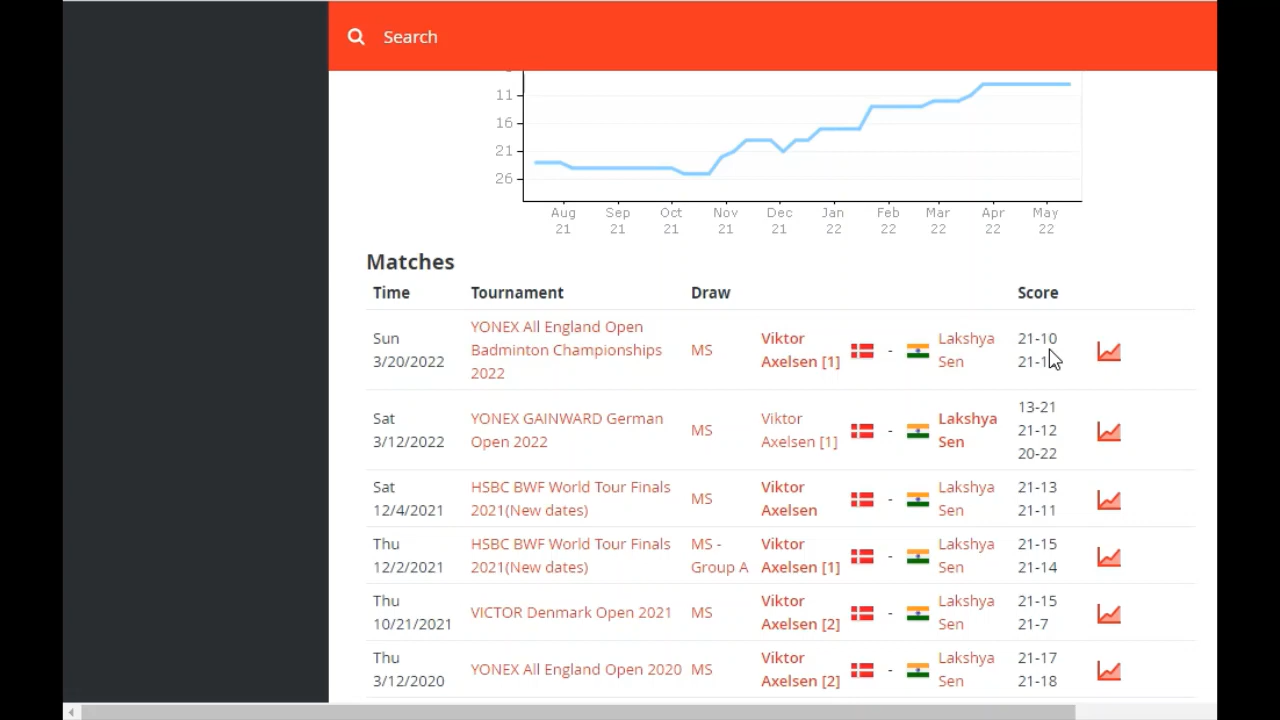 Search
11
16
21
26
Aug Sep Oct Nov Dec Jan Feb Mar Apr May
21 21 21 21 21 22 22 22 22 22
Matches
Time Tournament Draw Score
Sun 3/20/2022 YONEX All England Open Badminton Championships 2022 MS Viktor Axelsen [1] - Lakshya Sen 21-10
Sat 3/12/2022 YONEX GAINWARD German Open 2022 MS Viktor Axelsen [1] - Lakshya Sen 13-21 21-12 20-22
Sat 12/4/2021 HSBC BWF World Tour Finals 2021(New dates) MS Viktor Axelsen - Lakshya Sen 21-13 21-11
Thu 12/2/2021 HSBC BWF World Tour Finals 2021(New dates) MS - Group A Viktor Axelsen [1] - Lakshya Sen 21-15 21-14
Thu 10/21/2021 VICTOR Denmark Open 2021 MS Viktor Axelsen [2] - Lakshya Sen 21-15 21-7
Thu 3/12/2020 YONEX All England Open 2020 MS Viktor Axelsen [2] - Lakshya Sen 21-17 21-18